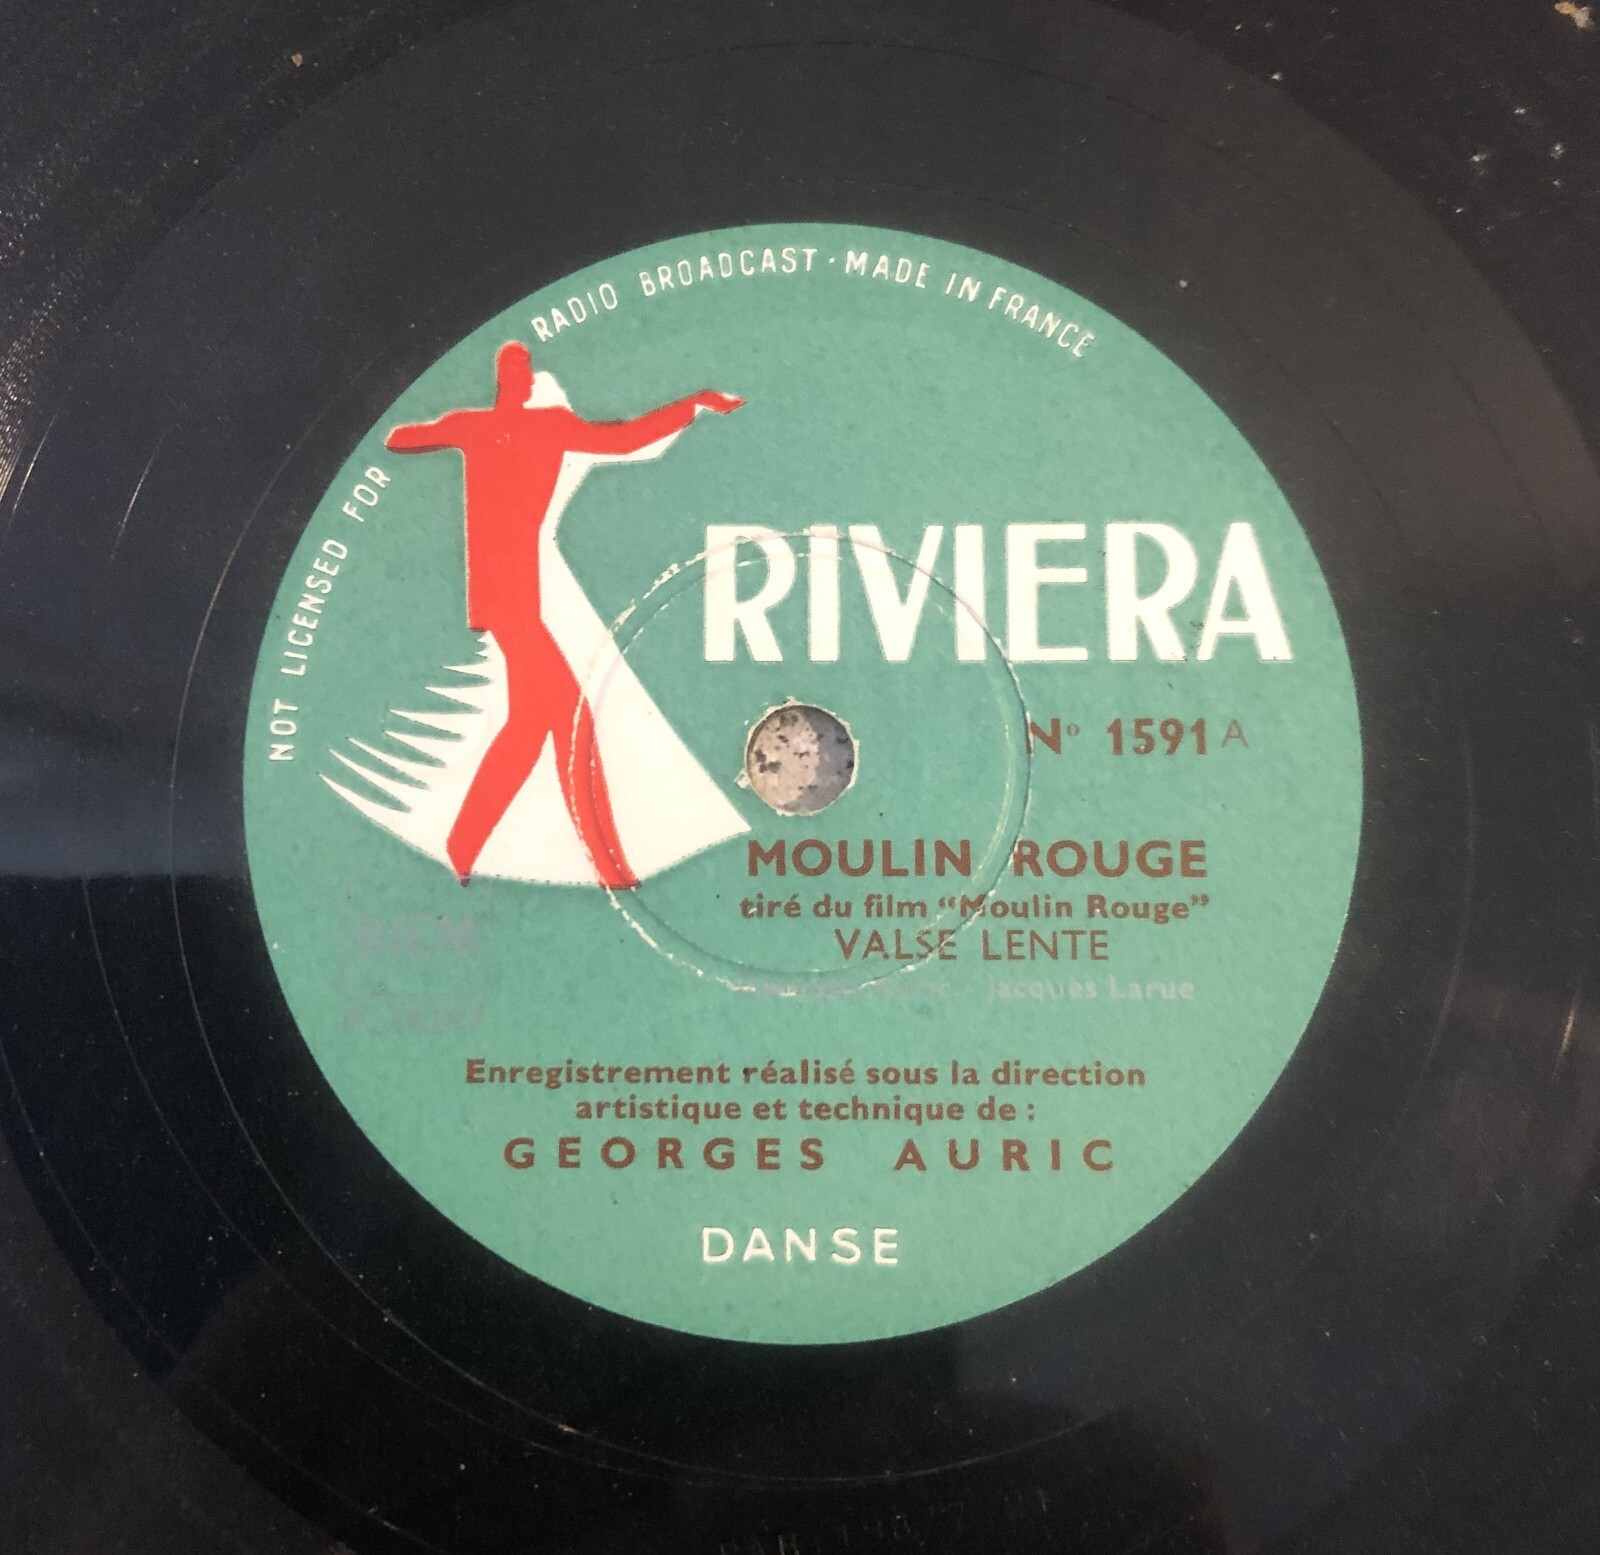 NOT LICENSED FOR RADIO BROADCAST · MADE IN FRANCE
RIVIERA
Nº 1591 A
MOULIN ROUGE
tiré du film “Moulin Rouge”
VALSE LENTE
Jacques Larue
BIEM
Enregistrement réalisé sous la direction
artistique et technique de :
GEORGES AURIC
DANSE